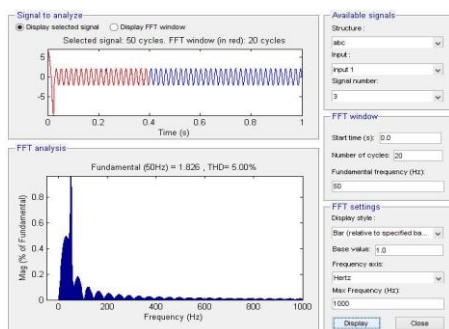 Signal to analyze
Display selected signal Display FFT window
Selected signal: 50 cycles. FFT window (in red): 20 cycles
5
0
-5
0 0.2 0.4 0.6 0.8 1
Time (s)
FFT analysis
Fundamental (50Hz) = 1.826 , THD= 5.00%
Mag (% of Fundamental)
0.8
0.6
0.4
0.2
0
0 200 400 600 800 1000
Frequency (Hz)
Available signals
Structure :
abc
Input :
input 1
Signal number:
3
FFT window
Start time (s): 0.0
Number of cycles: 20
Fundamental frequency (Hz):
50
FFT settings
Display style :
Bar (relative to specified ba...
Base value: 1.0
Frequency axis:
Hertz
Max Frequency (Hz):
1000
Display Close